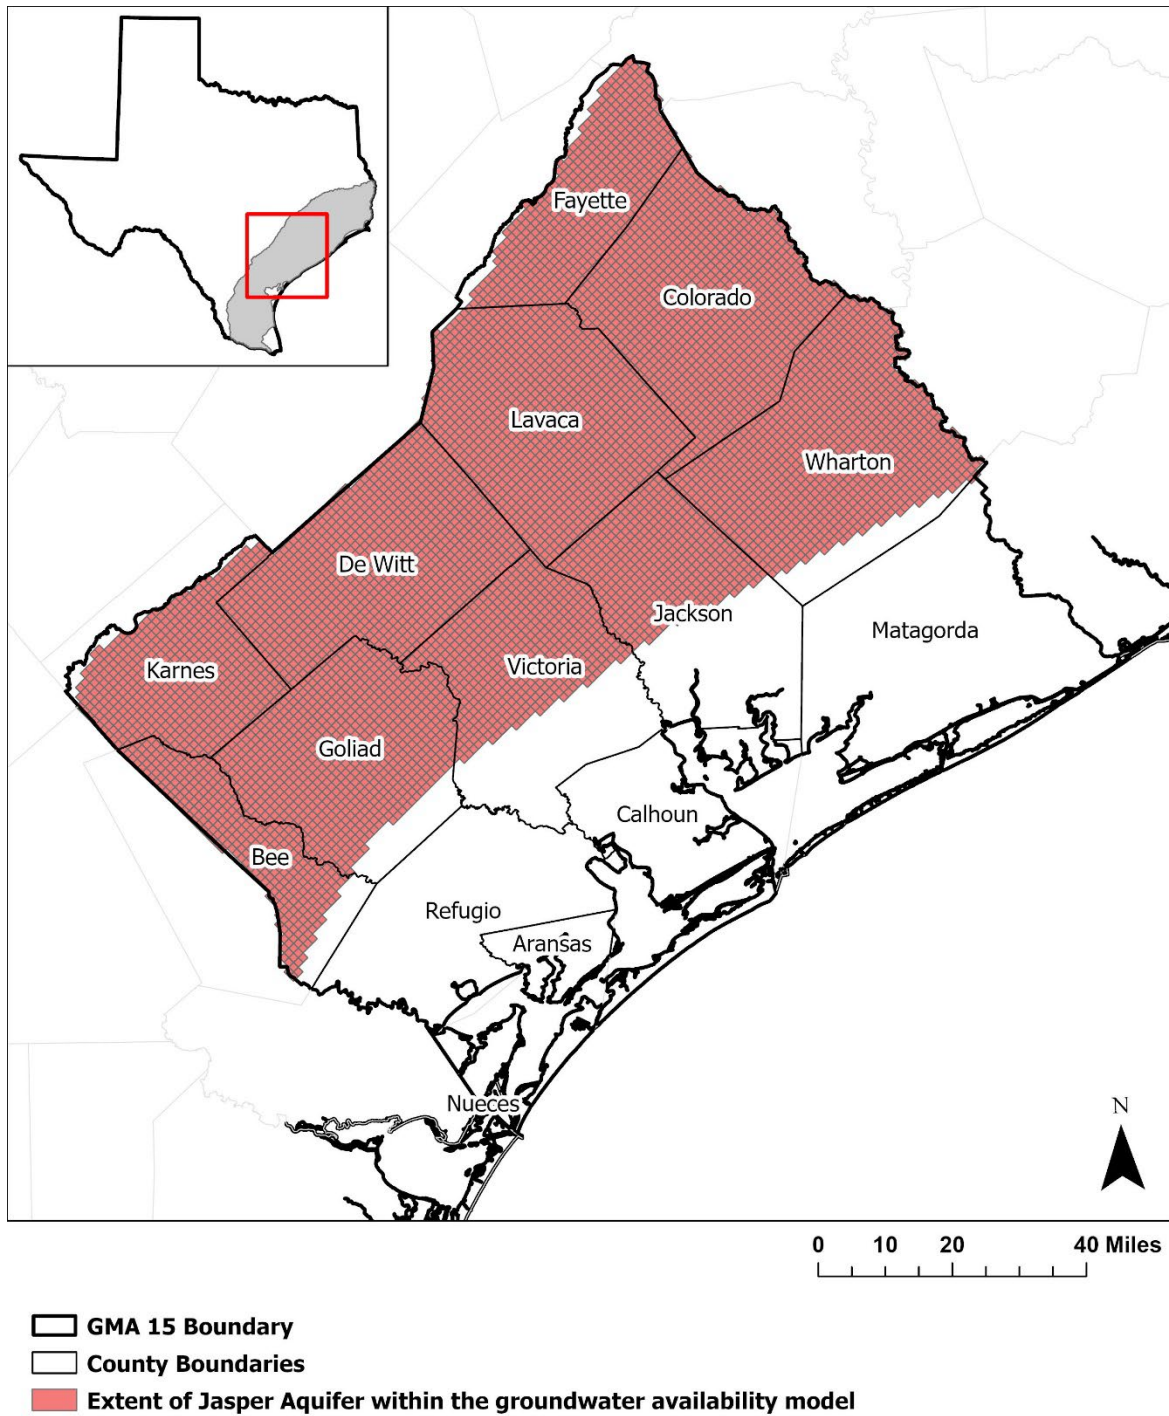 Fayette
Colorado
Lavaca
Wharton
De Witt
Jackson
Matagorda
Karnes
Victoria
Goliad
Calhoun
Bee
Refugio
Aransas
Nueces
N
0 10 20 40 Miles
GMA 15 Boundary
County Boundaries
Extent of Jasper Aquifer within the groundwater availability model